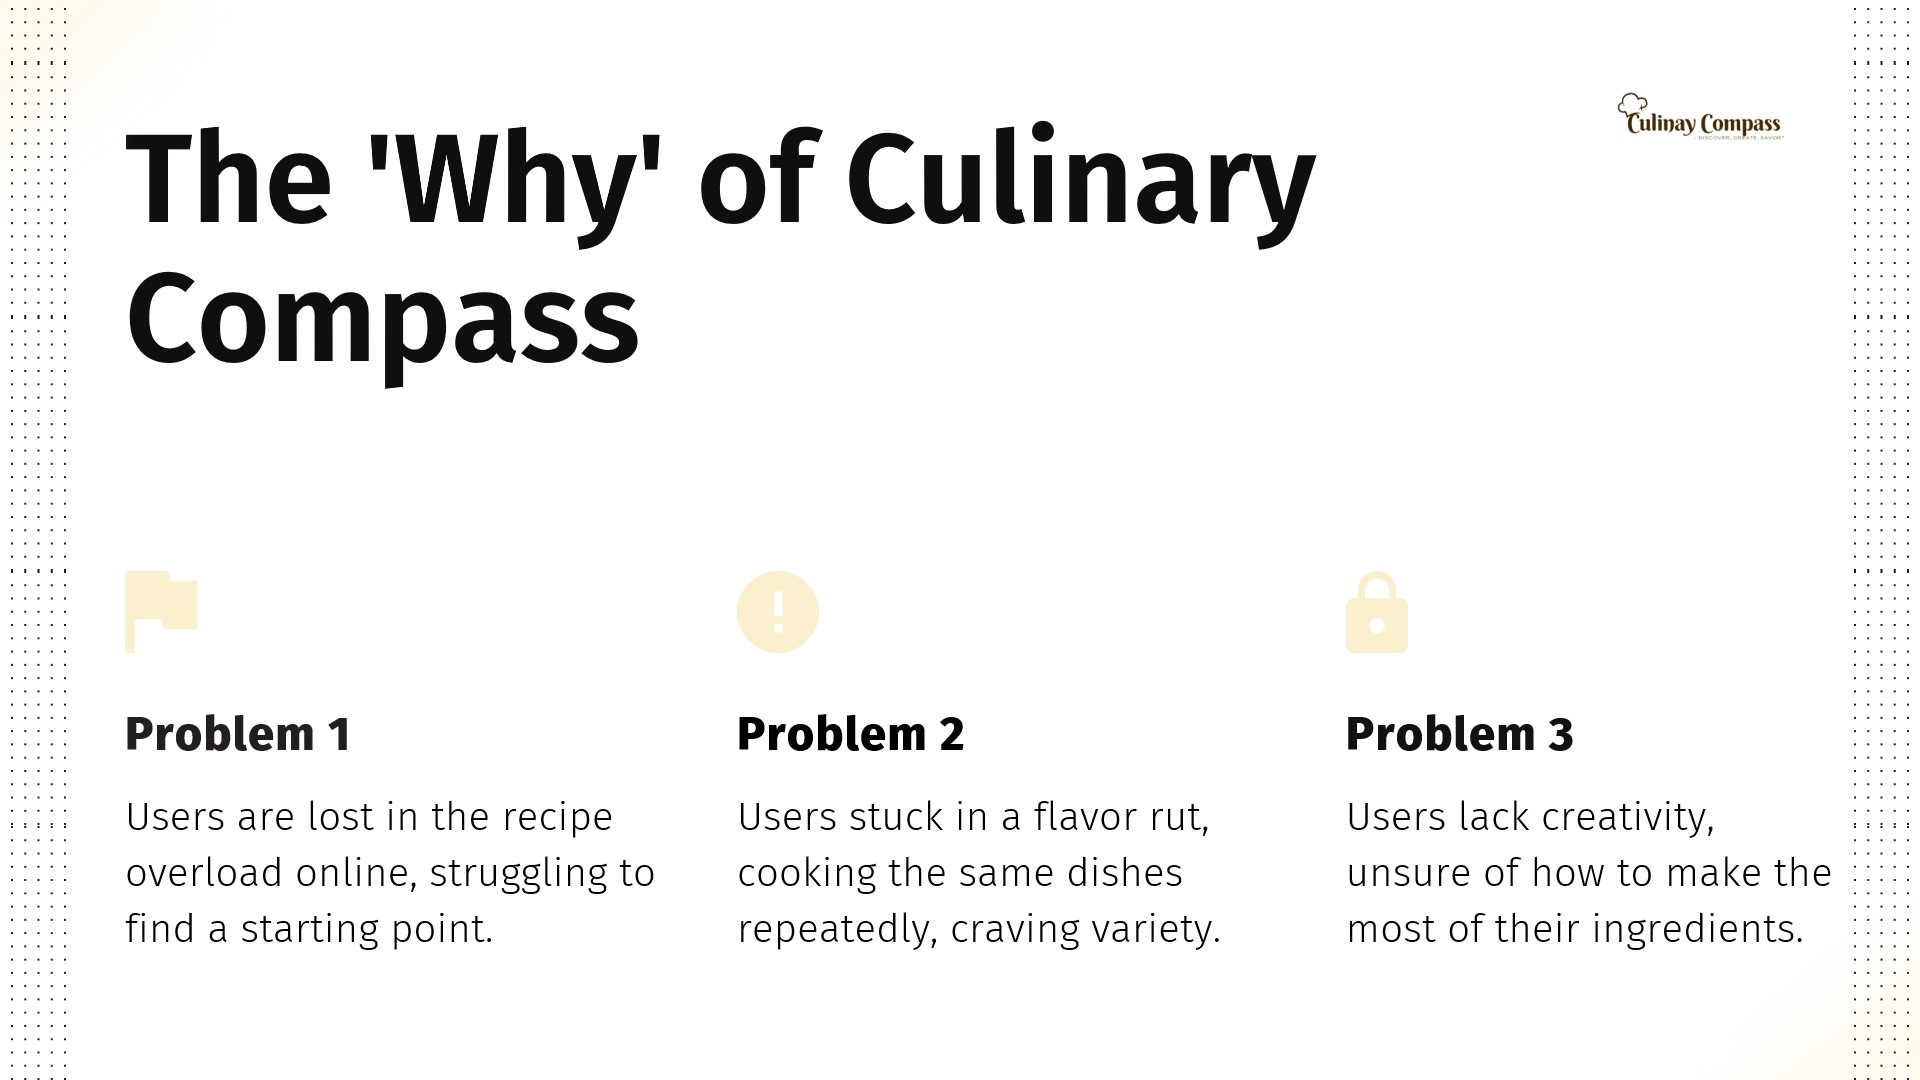 Culinay Compass
DISCOVER, CREATE, SAVOR"
The 'Why' of Culinary
Compass
Problem 1
Users are lost in the recipe
overload online, struggling to
find a starting point.
Problem 2
Users stuck in a flavor rut,
cooking the same dishes
repeatedly, craving variety.
Problem 3
Users lack creativity,
unsure of how to make the
most of their ingredients.